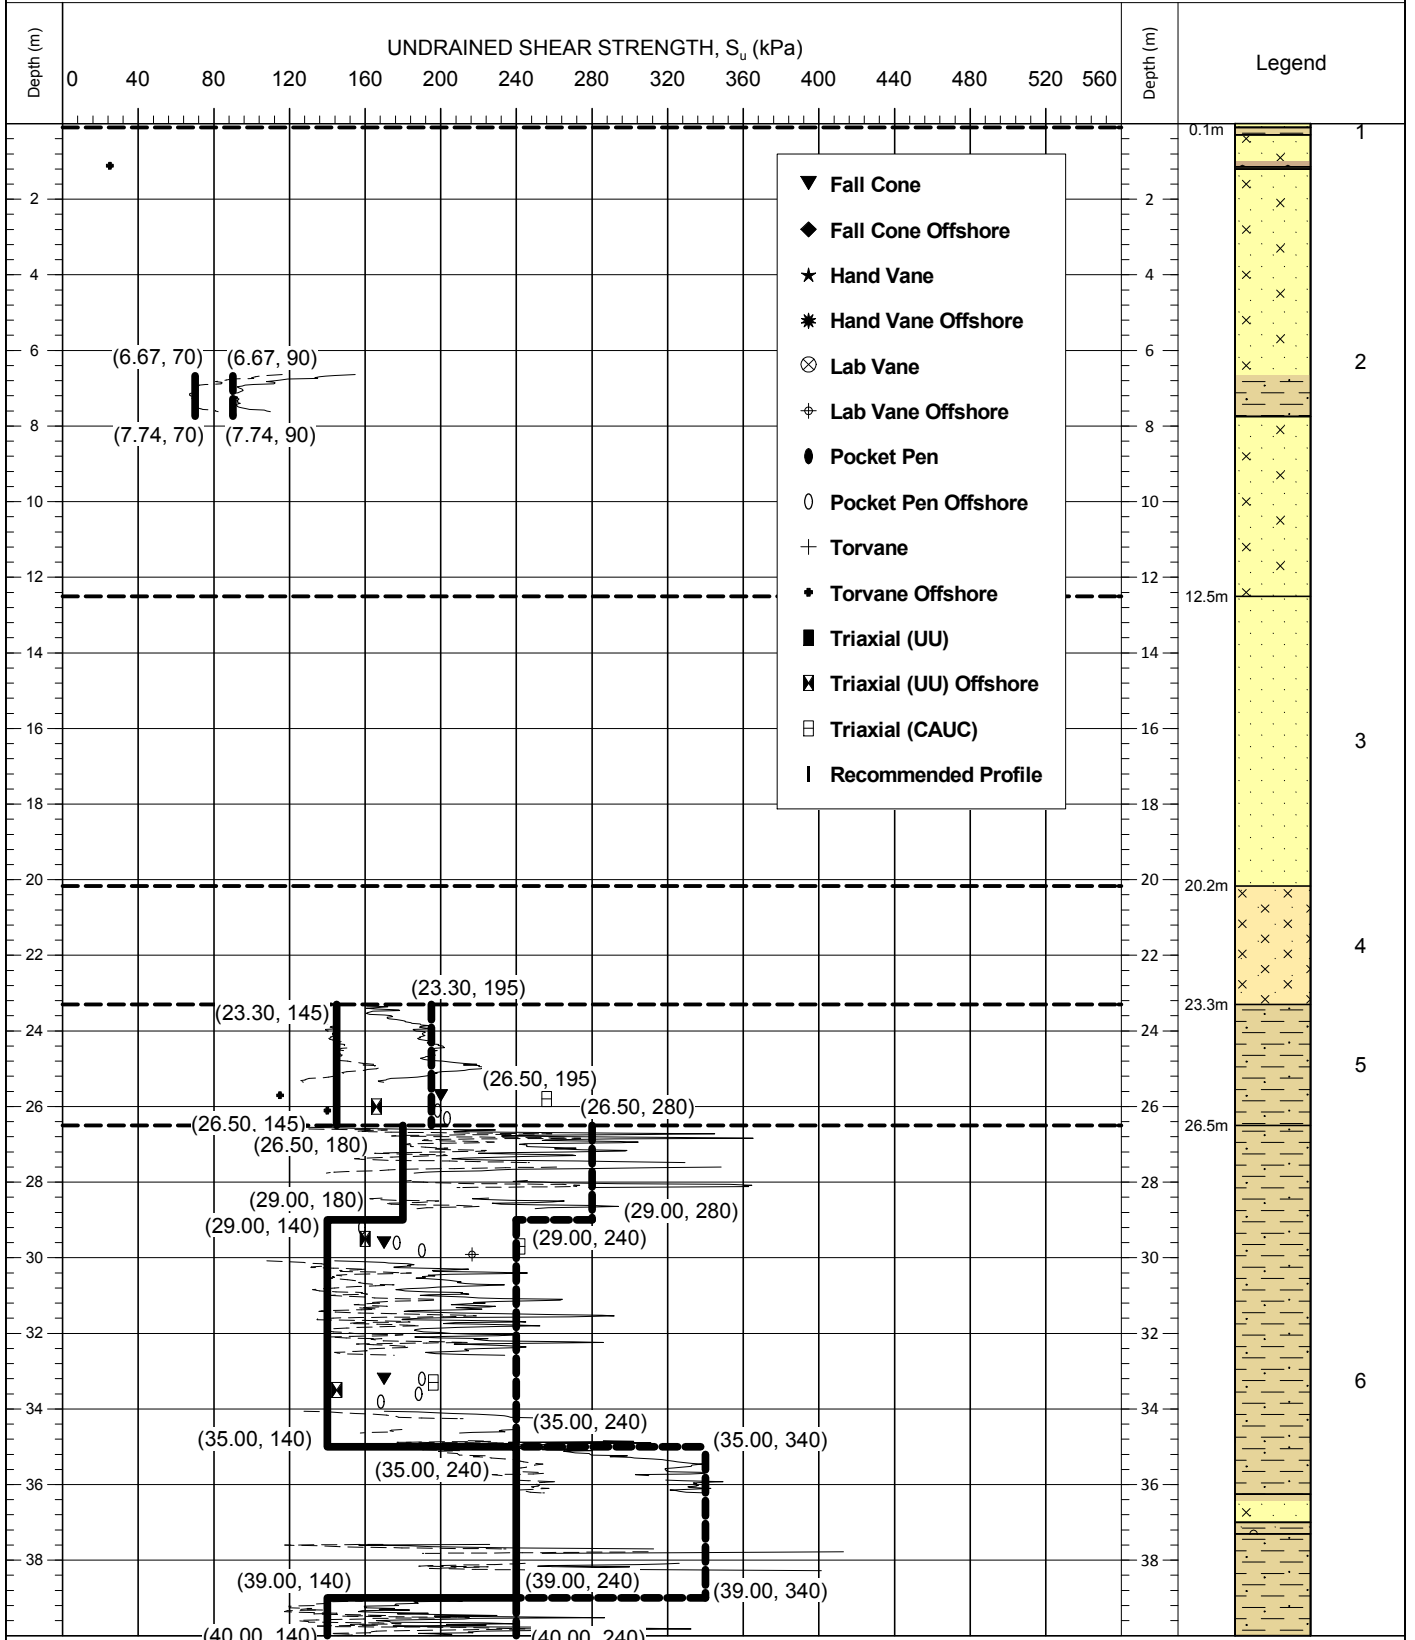 UNDRAINED SHEAR STRENGTH, Su (kPa)
Depth (m)
0 40 80 120 160 200 240 280 320 360 400 440 480 520 560
Depth (m)
Legend
Fall Cone
Fall Cone Offshore
Hand Vane
Hand Vane Offshore
Lab Vane
Lab Vane Offshore
Pocket Pen
Pocket Pen Offshore
Torvane
Torvane Offshore
Triaxial (UU)
Triaxial (UU) Offshore
Triaxial (CAUC)
Recommended Profile
2
4
6
8
10
12
14
16
18
20
22
24
26
28
30
32
34
36
38
(6.67, 70) (6.67, 90)
(7.74, 70) (7.74, 90)
(23.30, 195)
(23.30, 145)
(26.50, 195)
(26.50, 280)
(26.50, 145)
(26.50, 180)
(29.00, 180)
(29.00, 280)
(29.00, 140)
(29.00, 240)
(35.00, 240)
(35.00, 140)
(35.00, 340)
(35.00, 240)
(39.00, 140)
(39.00, 240)
(39.00, 340)
(40.00, 140)
(40.00, 240)
2
4
6
8
10
12
14
16
18
20
22
24
26
28
30
32
34
36
38
0.1m
12.5m
20.2m
23.3m
26.5m
1
2
3
4
5
6